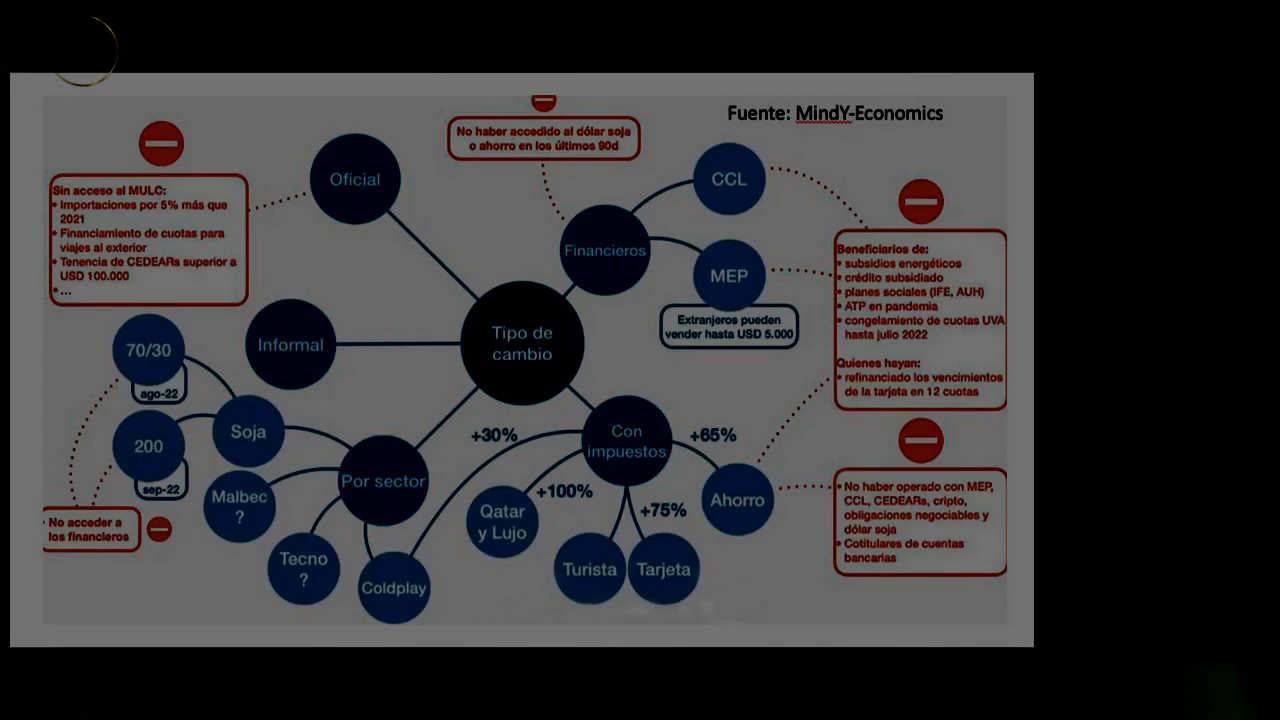 Fuente: MindY-Economics
No haber accedido al dólar soja
o ahorro en los últimos 90d
Sin acceso al MULC:
• Importaciones por 5% más que
2021
• Financiamiento de cuotas para
viajes al exterior
• Tenencia de CEDEARs superior a
USD 100.000
• ...
Oficial
Financieros
CCL
MEP
Extranjeros pueden
vender hasta USD 5.000
Beneficiarios de:
• subsidios energéticos
• crédito subsidiado
• planes sociales (IFE, AUH)
• ATP en pandemia
• congelamiento de cuotas UVA
hasta julio 2022
Quienes hayan:
• refinanciado los vencimientos
de la tarjeta en 12 cuotas
Tipo de
cambio
Informal
70/30
ago-22
200
sep-22
Soja
Malbec
?
Tecno
?
Coldplay
Por sector
• No acceder a
los financieros
+30%
Con
impuestos
+65%
+100%
+75%
Qatar
y Lujo
Turista
Tarjeta
Ahorro
• No haber operado con MEP,
CCL, CEDEARs, cripto,
obligaciones negociables y
dólar soja
• Cotitulares de cuentas
bancarias